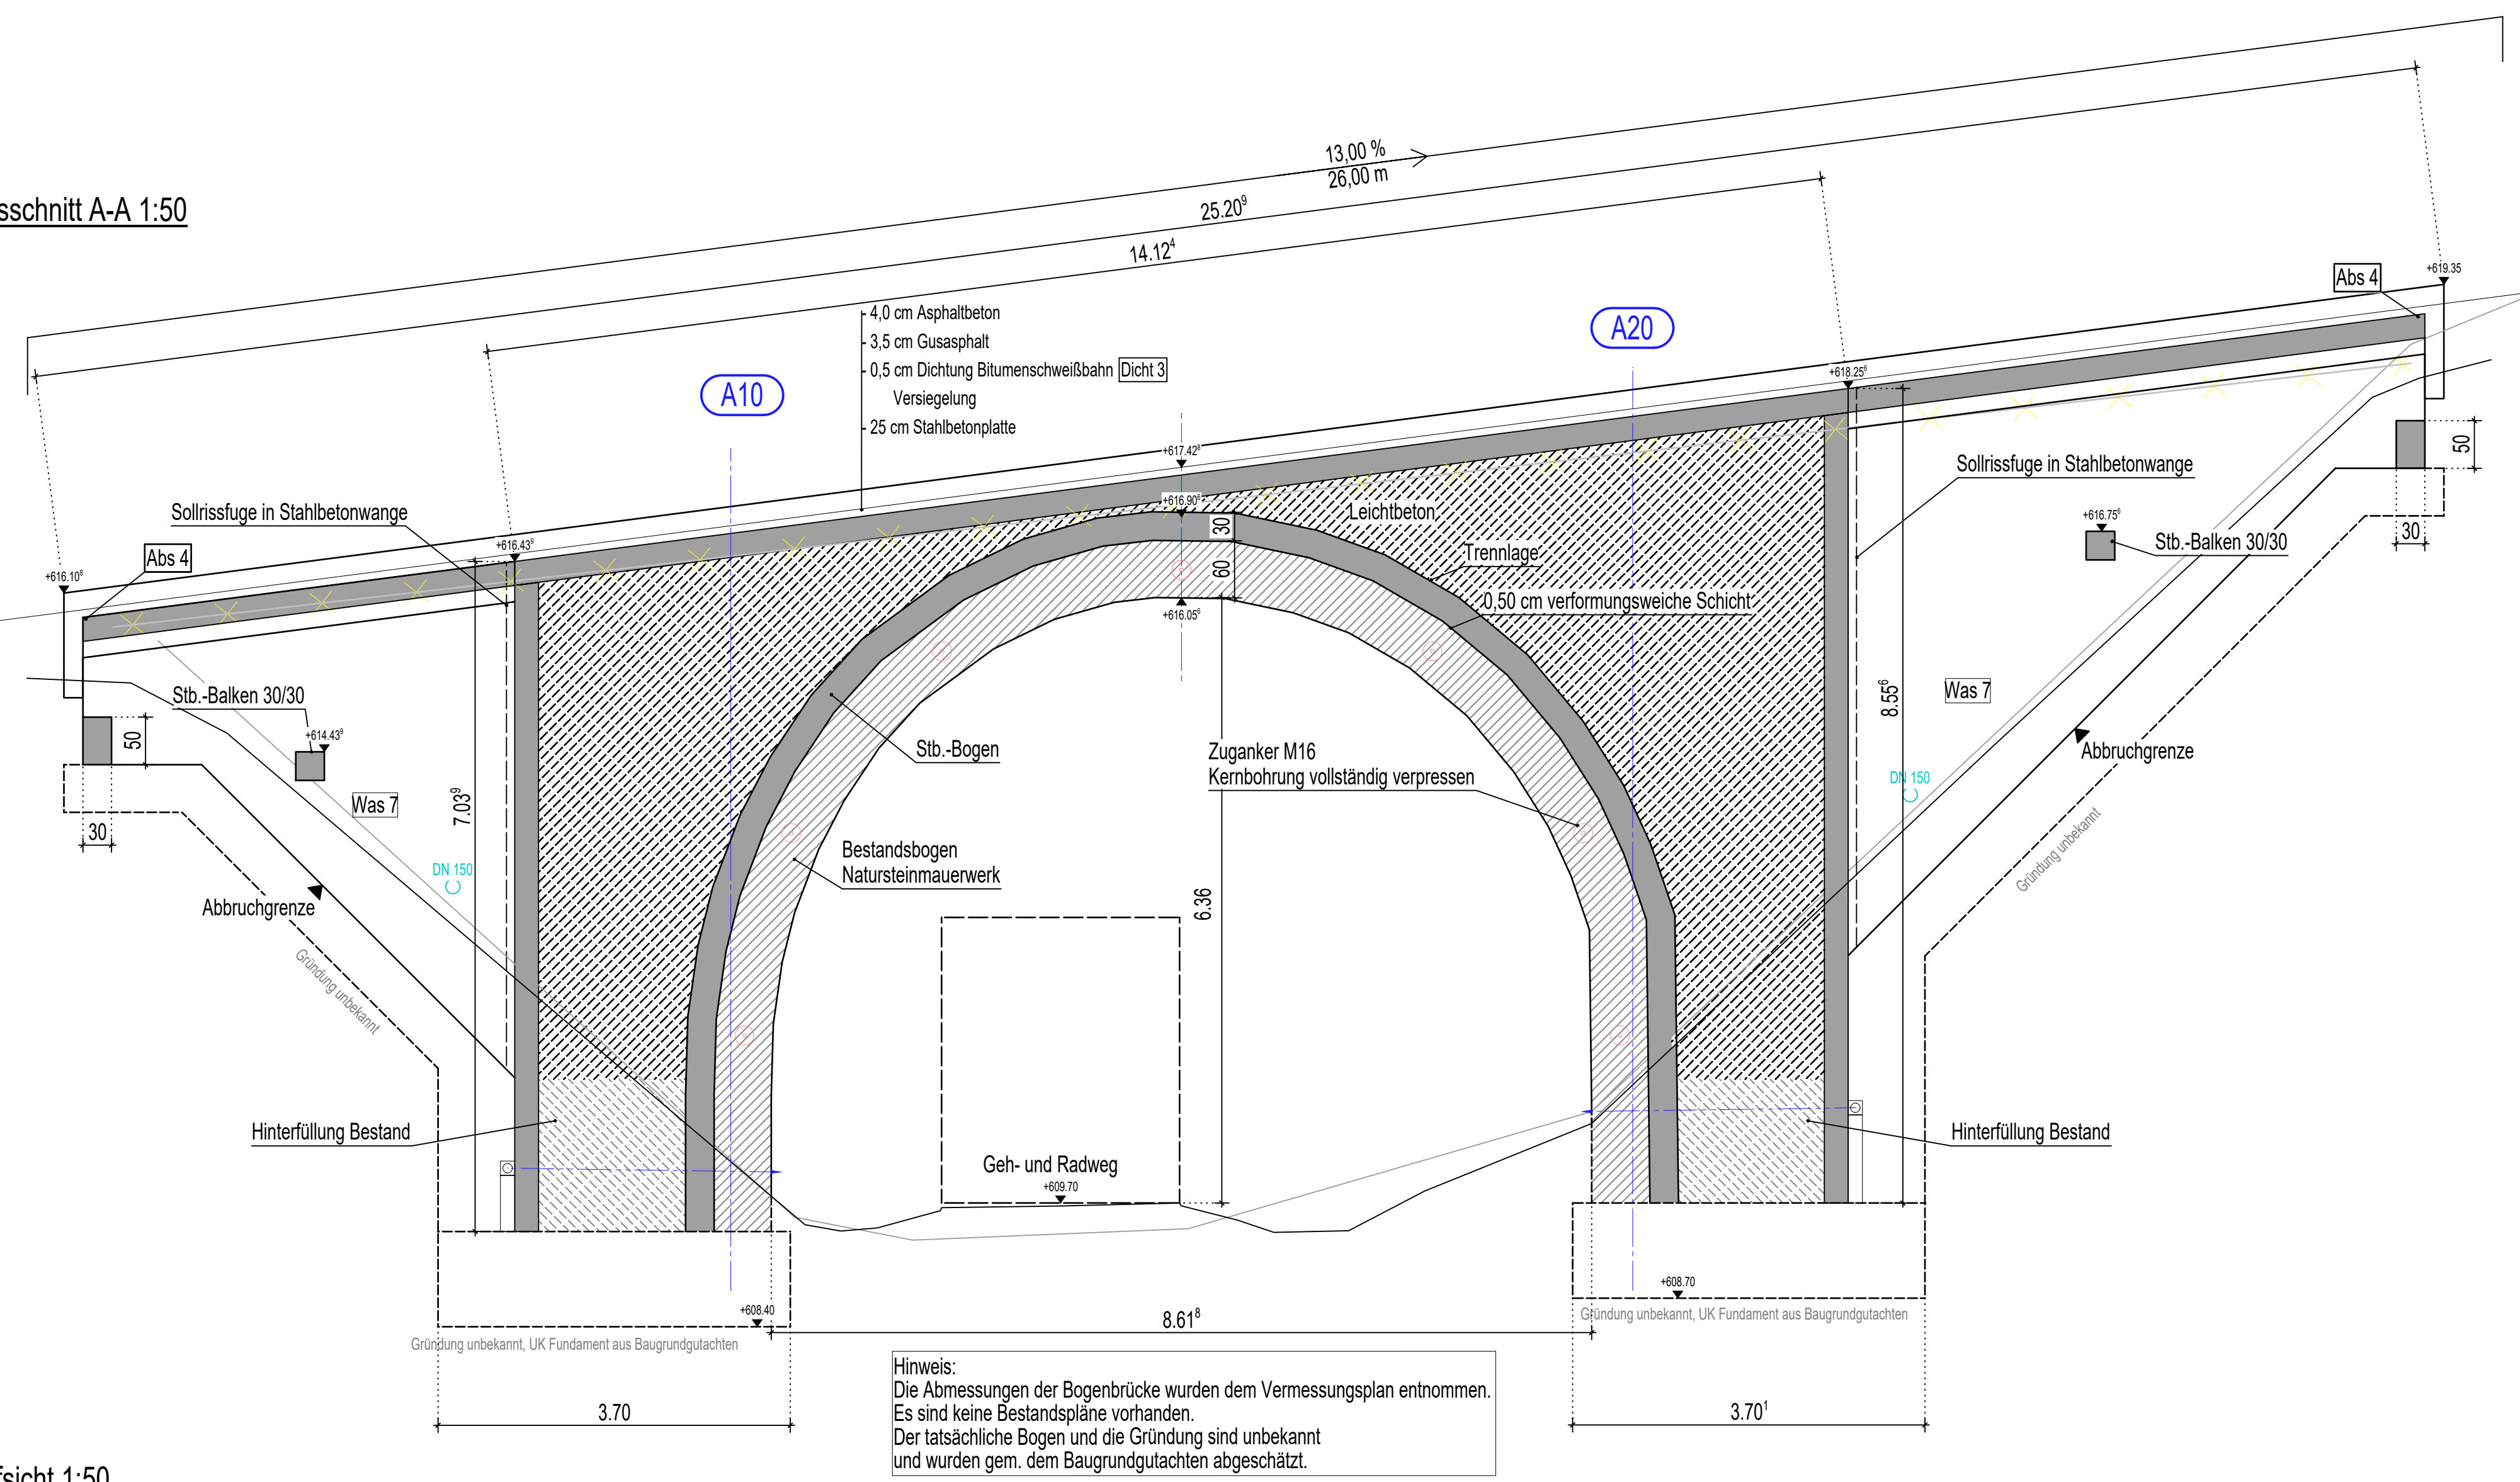 sschnitt A-A 1:50
13,00 %
26,00 m
25.20⁹
14.12⁴
4,0 cm Asphaltbeton
3,5 cm Gusasphalt
0,5 cm Dichtung Bitumenschweißbahn Dicht 3
Versiegelung
25 cm Stahlbetonplatte
A10
A20
Abs 4
+619.35
+618.25⁶
+617.42⁸
+616.90⁶
30
60
+616.05⁶
Leichtbeton
Trennlage
0,50 cm verformungsweiche Schicht
Sollrissfuge in Stahlbetonwange
+616.43⁹
Abs 4
+616.10⁸
Stb.-Balken 30/30
+614.43⁹
50
30
Was 7
7.03⁹
DN 150
Abbruchgrenze
Gründung unbekannt
Stb.-Bogen
Bestandsbogen
Natursteinmauerwerk
Zuganker M16
Kernbohrung vollständig verpressen
6.36
Sollrissfuge in Stahlbetonwange
50
30
+616.75⁶
Stb.-Balken 30/30
8.55⁶
Was 7
DN 150
Abbruchgrenze
Gründung unbekannt
Hinterfüllung Bestand
Geh- und Radweg
+609.70
Hinterfüllung Bestand
+608.40
Gründung unbekannt, UK Fundament aus Baugrundgutachten
8.61⁸
+608.70
Gründung unbekannt, UK Fundament aus Baugrundgutachten
3.70
3.70¹
Hinweis:
Die Abmessungen der Bogenbrücke wurden dem Vermessungsplan entnommen.
Es sind keine Bestandspläne vorhanden.
Der tatsächliche Bogen und die Gründung sind unbekannt
und wurden gem. dem Baugrundgutachten abgeschätzt.
fsicht 1:50